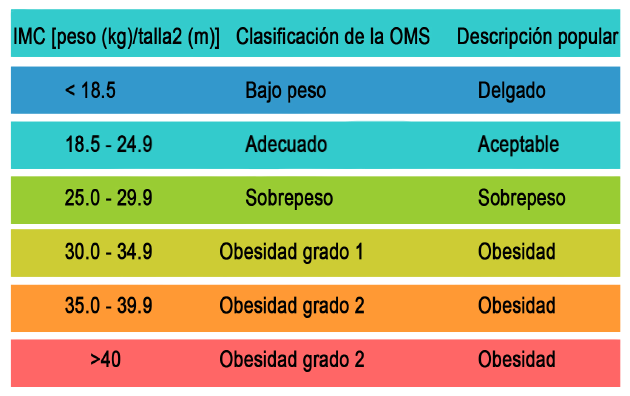 IMC [peso (kg)/talla2 (m)] Clasificación de la OMS Descripción popular
< 18.5 Bajo peso Delgado
18.5 - 24.9 Adecuado Aceptable
25.0 - 29.9 Sobrepeso Sobrepeso
30.0 - 34.9 Obesidad grado 1 Obesidad
35.0 - 39.9 Obesidad grado 2 Obesidad
>40 Obesidad grado 2 Obesidad